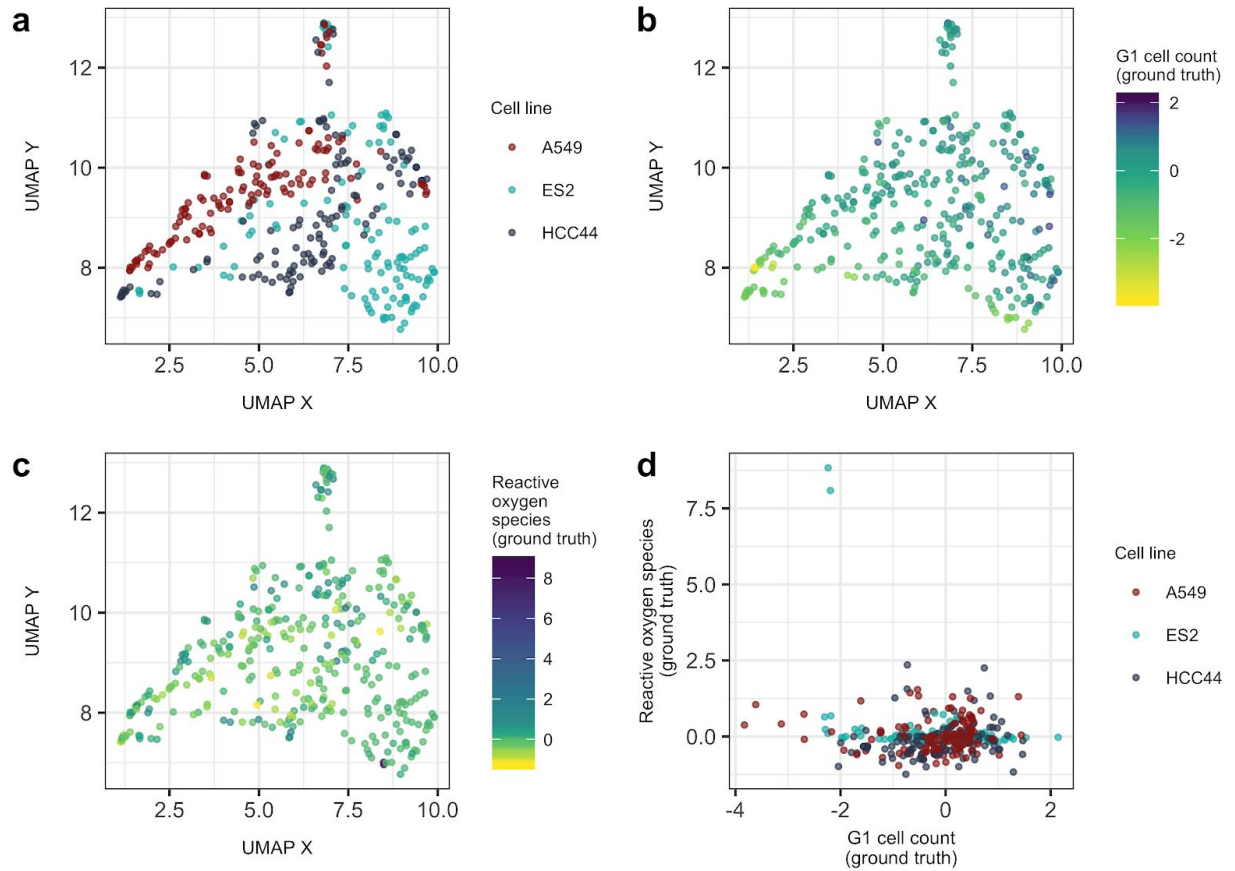 a
12
10
8
UMAP Y
2.5 5.0 7.5 10.0
UMAP X
Cell line
A549
ES2
HCC44
b
12
10
8
UMAP Y
2.5 5.0 7.5 10.0
UMAP X
G1 cell count
(ground truth)
2
0
-2
c
12
10
8
UMAP Y
2.5 5.0 7.5 10.0
UMAP X
Reactive
oxygen
species
(ground truth)
8
6
4
2
0
d
7.5
5.0
2.5
0.0
Reactive oxygen species
(ground truth)
-4 -2 0 2
G1 cell count
(ground truth)
Cell line
A549
ES2
HCC44